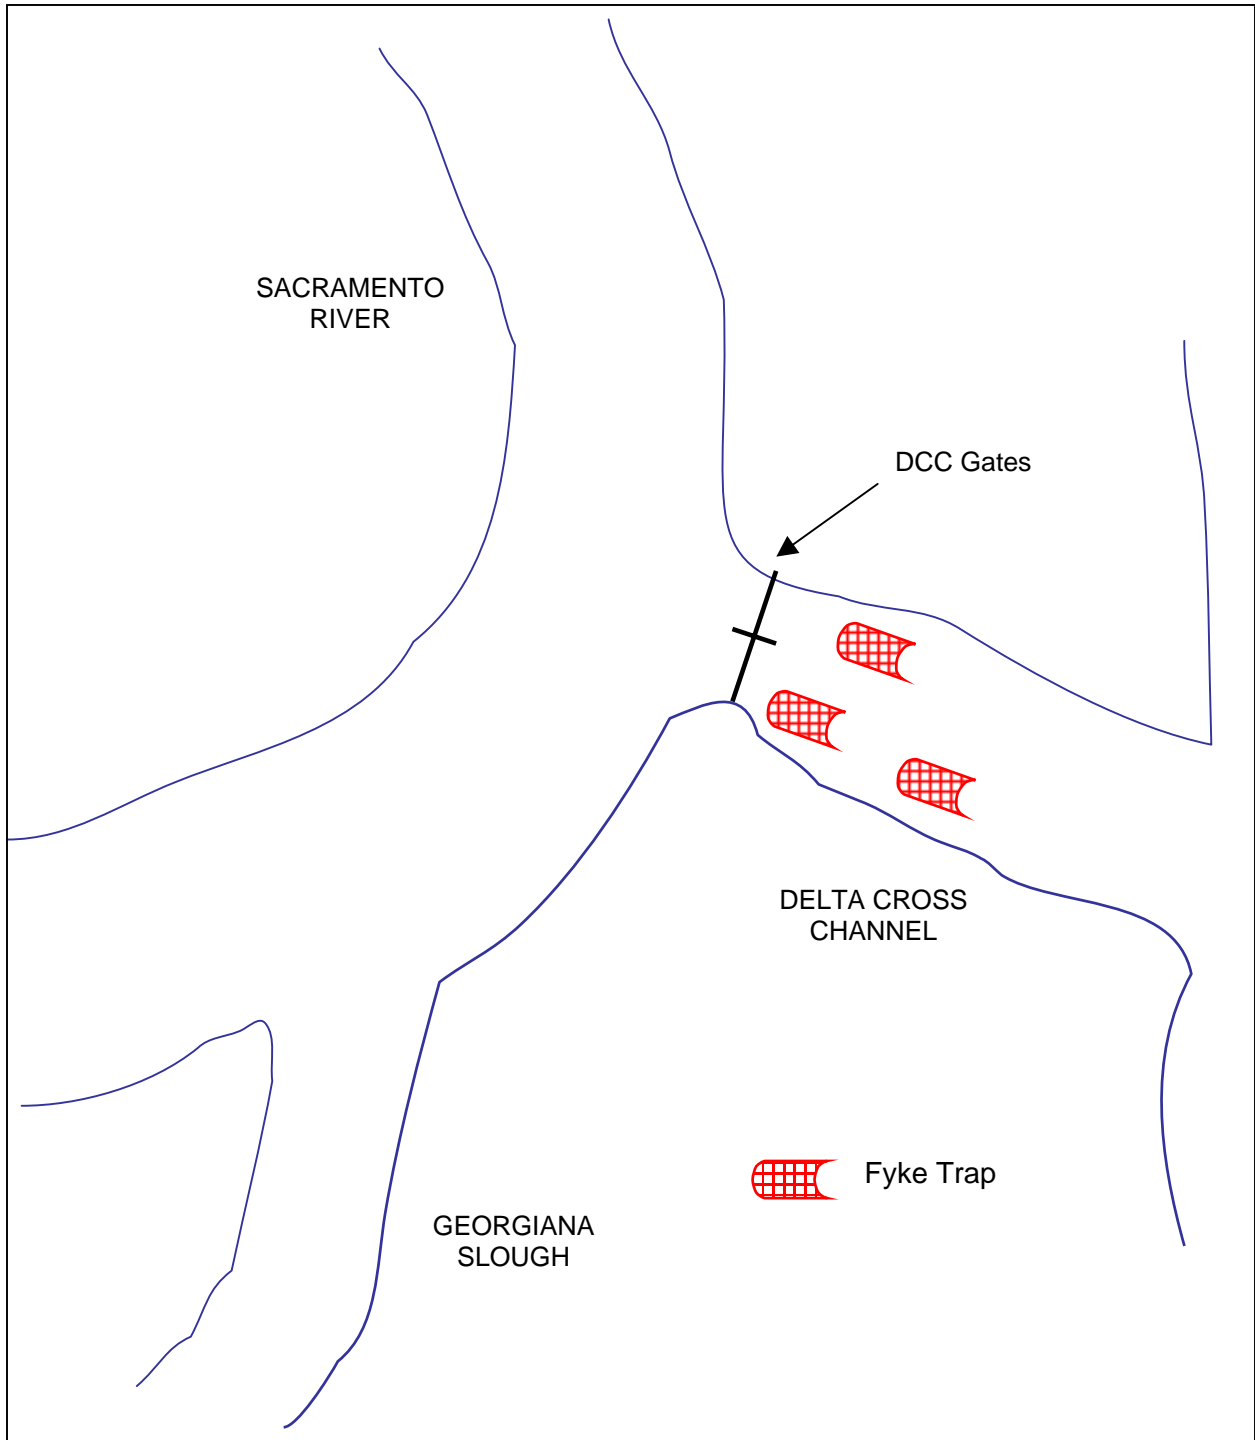 SACRAMENTO
RIVER
DCC Gates
DELTA CROSS
CHANNEL
Fyke Trap
GEORGIANA
SLOUGH